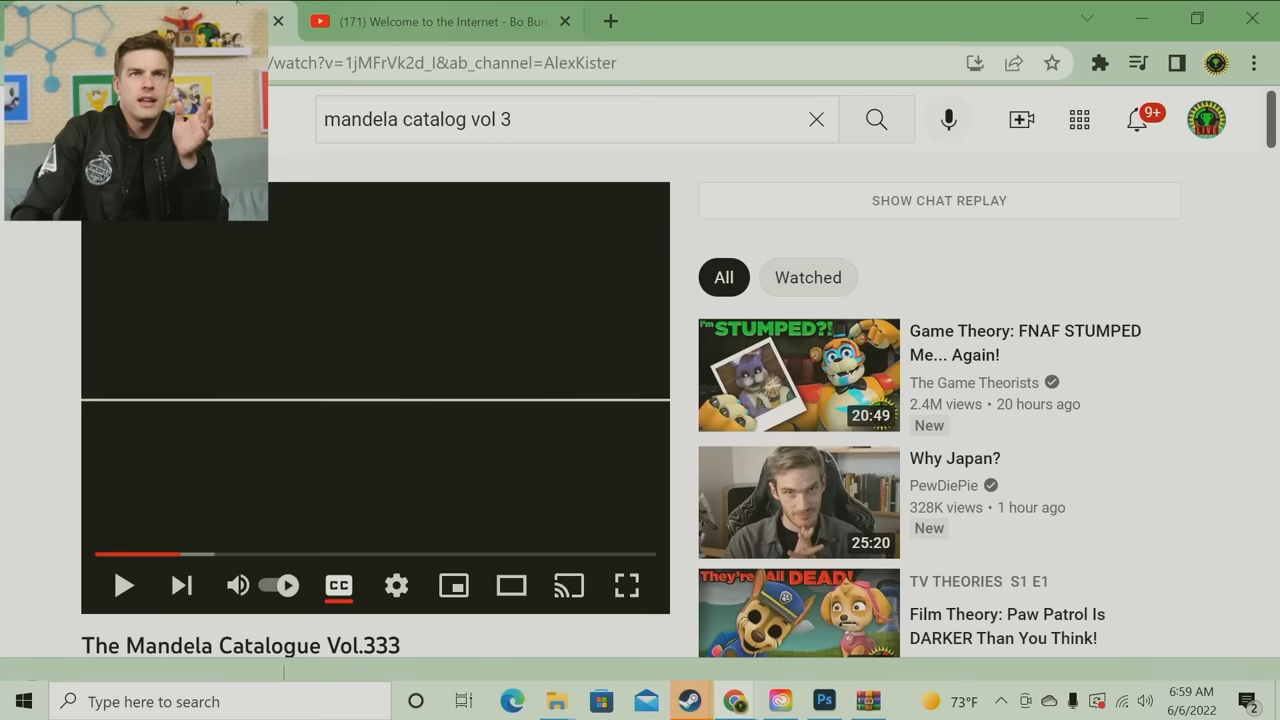 (171) Welcome to the Internet - Bo Bun
/watch?v=1jMFrVk2d_I&ab_channel=AlexKister
mandela catalog vol 3
9+
LIVE
SHOW CHAT REPLAY
All
Watched
I'm STUMPED?!
20:49
Game Theory: FNAF STUMPED
Me... Again!
The Game Theorists
2.4M views • 20 hours ago
New
25:20
Why Japan?
PewDiePie
328K views • 1 hour ago
New
They're All DEAD!
TV THEORIES S1 E1
Film Theory: Paw Patrol Is
DARKER Than You Think!
CC
The Mandela Catalogue Vol.333
Type here to search
Ps
73°F
6:59 AM
6/6/2022
2